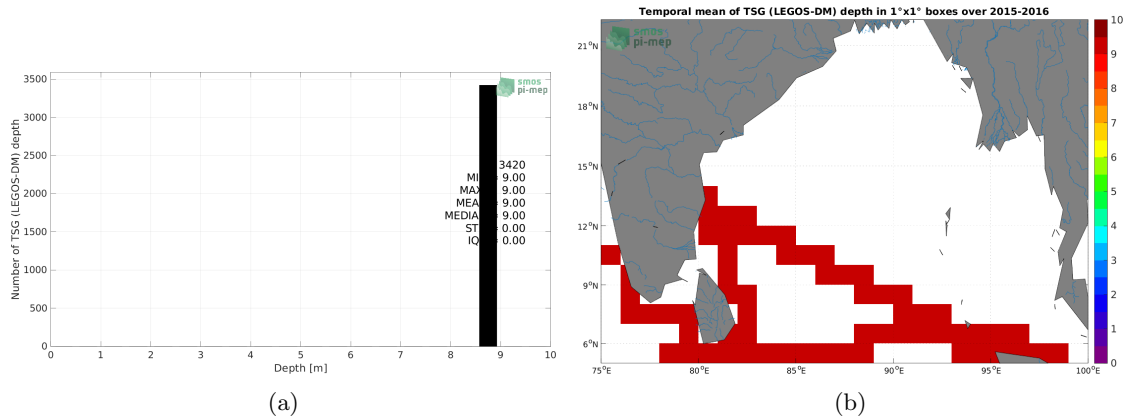 3500
3000
2500
2000
1500
1000
500
0
Number of TSG (LEGOS-DM) depth
smos
pi-mep
3420
= 9.00
= 9.00
= 9.00
= 9.00
= 0.00
= 0.00
0 1 2 3 4 5 6 7 8 9 10
Depth [m]
(a)
Temporal mean of TSG (LEGOS-DM) depth in 1°x1° boxes over 2015-2016
smos
pi-mep
21°N
18°N
15°N
12°N
9°N
6°N
75°E 80°E 85°E 90°E 95°E 100°E
10
9
8
7
6
5
4
3
2
1
0
(b)